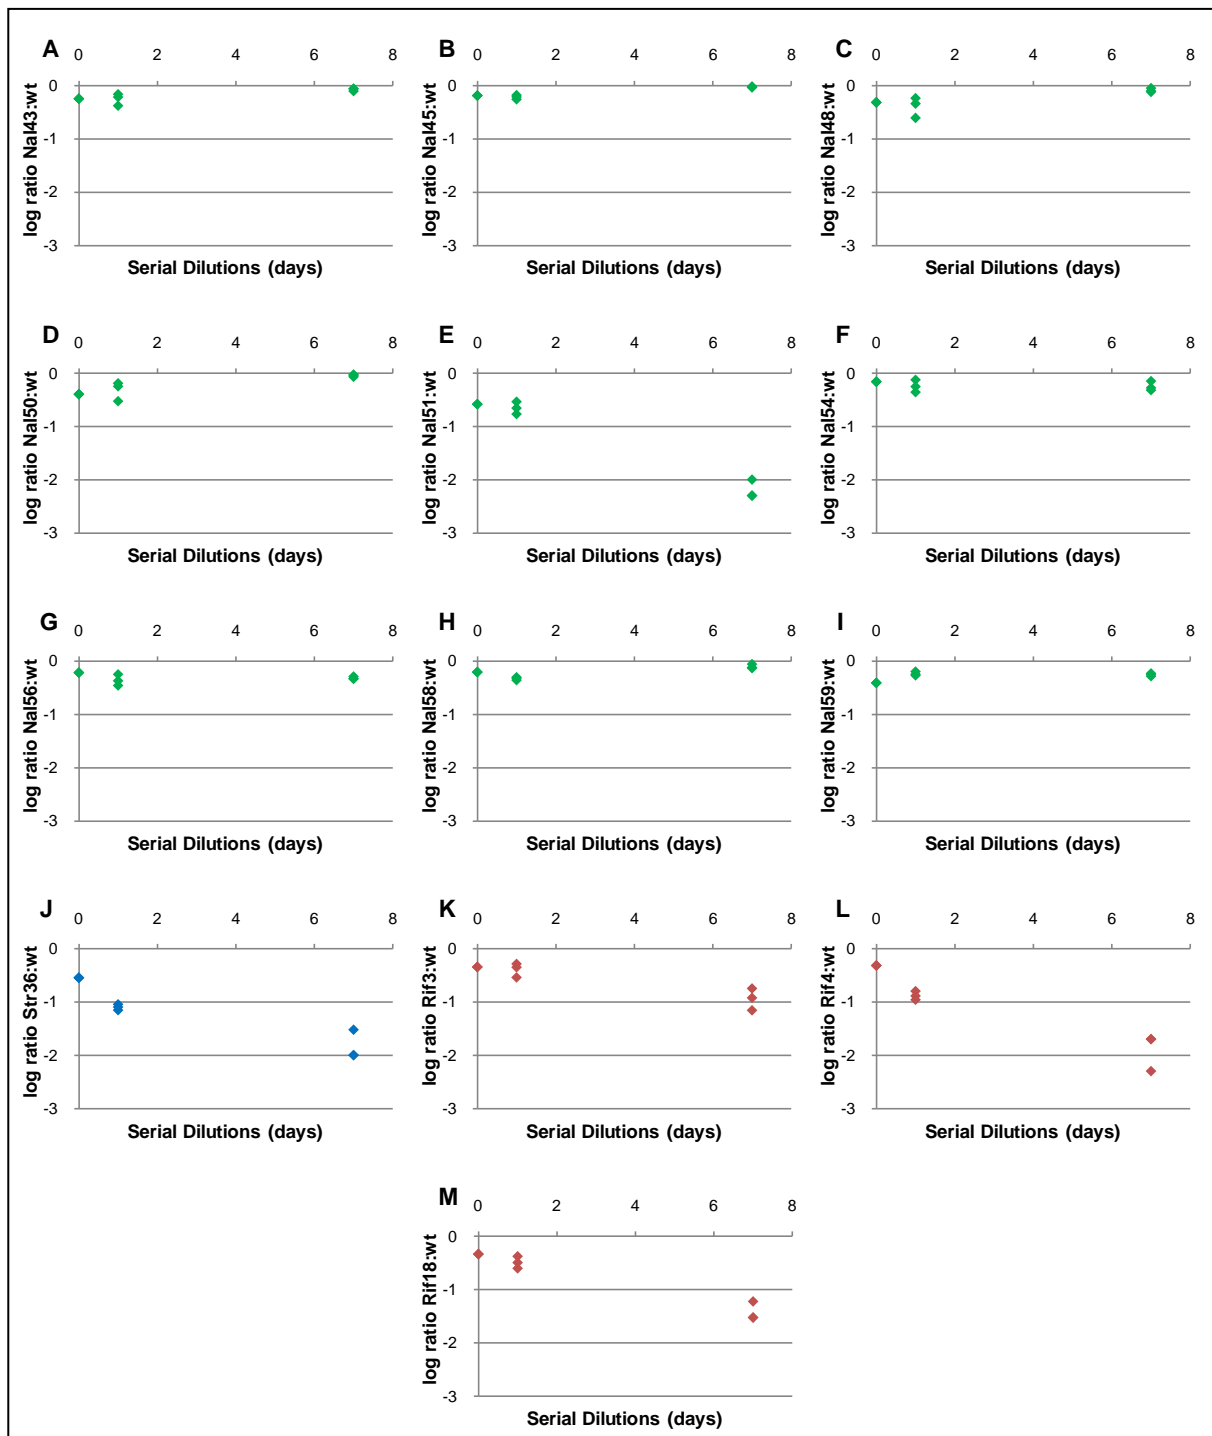 A 0 2 4 6 8
B 0 2 4 6 8
C 0 2 4 6 8
log ratio Nal43:wt
0
-1
-2
-3
log ratio Nal45:wt
0
-1
-2
-3
log ratio Nal48:wt
0
-1
-2
-3
Serial Dilutions (days)
Serial Dilutions (days)
Serial Dilutions (days)
D 0 2 4 6 8
E 0 2 4 6 8
F 0 2 4 6 8
log ratio Nal50:wt
0
-1
-2
-3
log ratio Nal51:wt
0
-1
-2
-3
log ratio Nal54:wt
0
-1
-2
-3
Serial Dilutions (days)
Serial Dilutions (days)
Serial Dilutions (days)
G 0 2 4 6 8
H 0 2 4 6 8
I 0 2 4 6 8
log ratio Nal56:wt
0
-1
-2
-3
log ratio Nal58:wt
0
-1
-2
-3
log ratio Nal59:wt
0
-1
-2
-3
Serial Dilutions (days)
Serial Dilutions (days)
Serial Dilutions (days)
J 0 2 4 6 8
K 0 2 4 6 8
L 0 2 4 6 8
log ratio Str36:wt
0
-1
-2
-3
log ratio Rif3:wt
0
-1
-2
-3
log ratio Rif4:wt
0
-1
-2
-3
Serial Dilutions (days)
Serial Dilutions (days)
Serial Dilutions (days)
M 0 2 4 6 8
log ratio Rif18:wt
0
-1
-2
-3
Serial Dilutions (days)